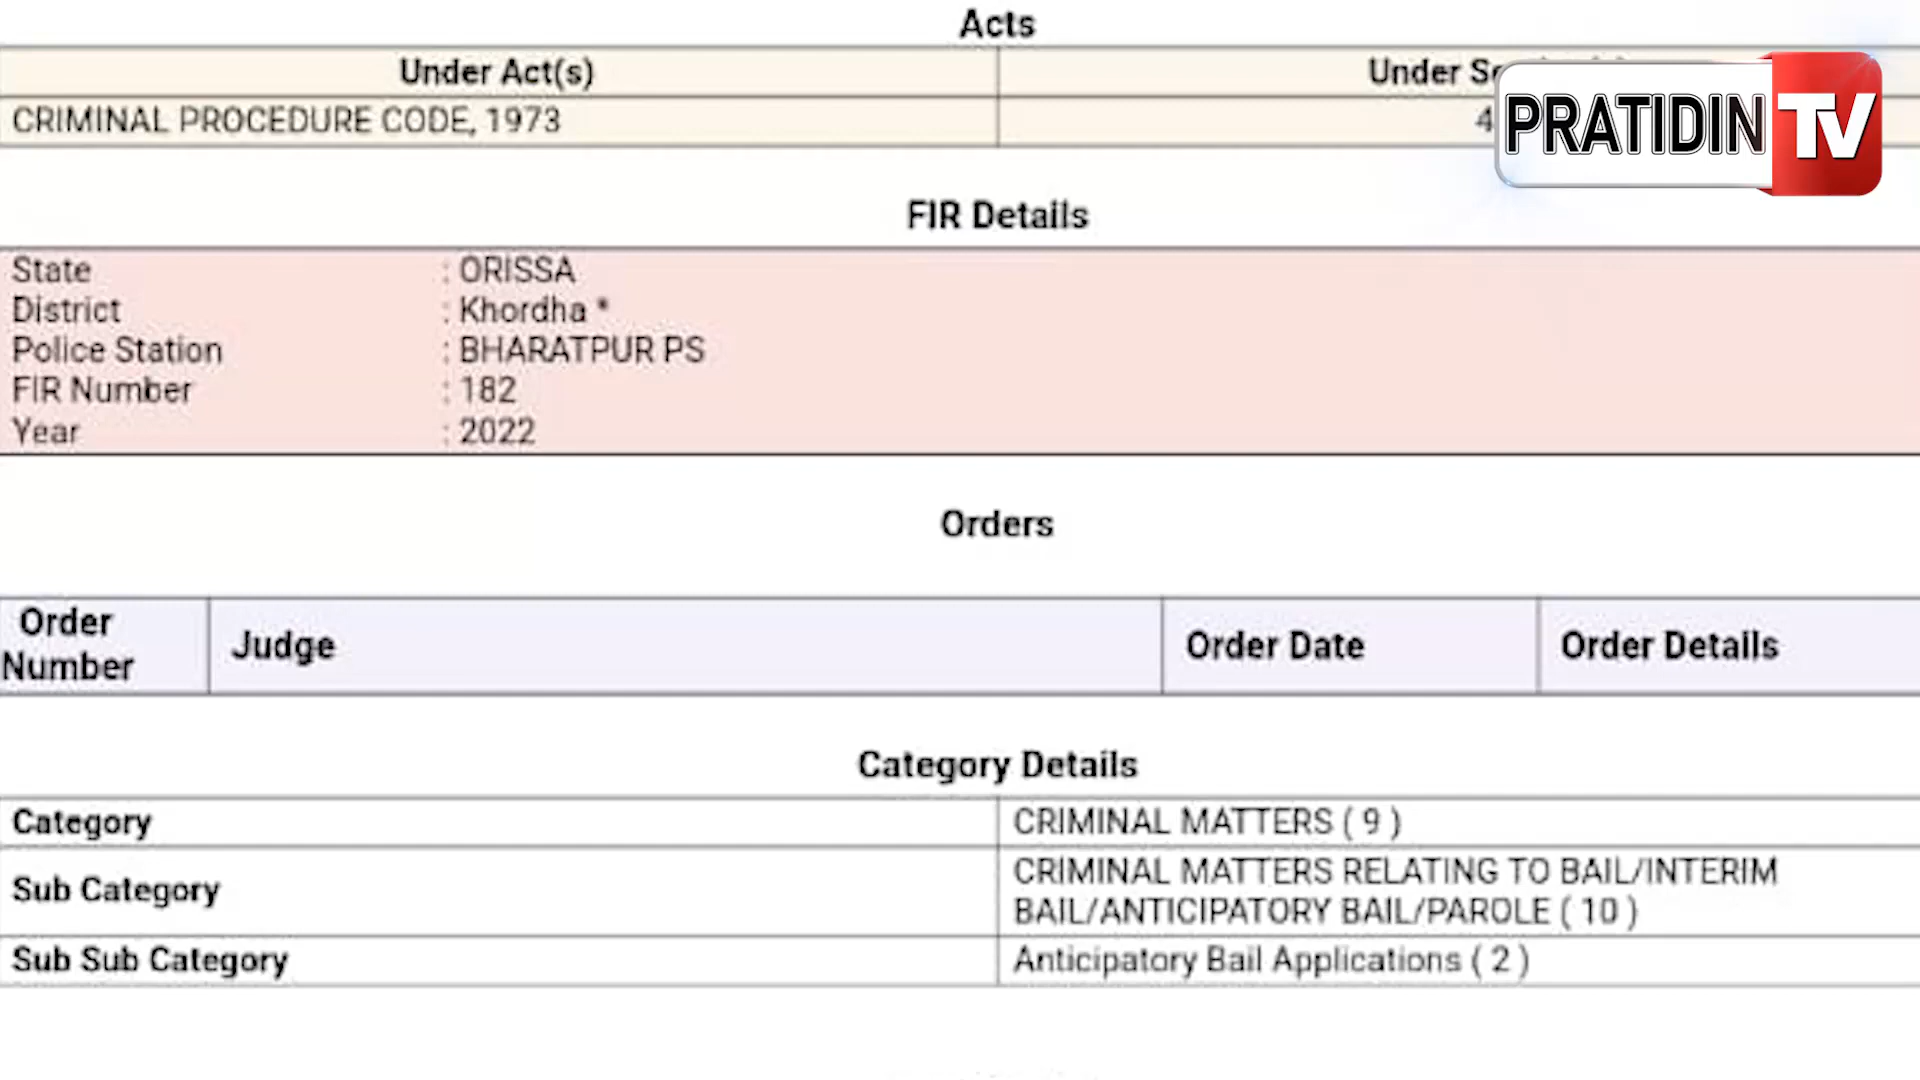 Acts
Under Act(s)
Under
CRIMINAL PROCEDURE CODE, 1973
PRATIDIN TV
FIR Details
State : ORISSA
District : Khordha *
Police Station : BHARATPUR PS
FIR Number : 182
Year : 2022
Orders
Order Number Judge Order Date Order Details
Category Details
Category CRIMINAL MATTERS ( 9 )
Sub Category CRIMINAL MATTERS RELATING TO BAIL/INTERIM
BAIL/ANTICIPATORY BAIL/PAROLE ( 10 )
Sub Sub Category Anticipatory Bail Applications ( 2 )